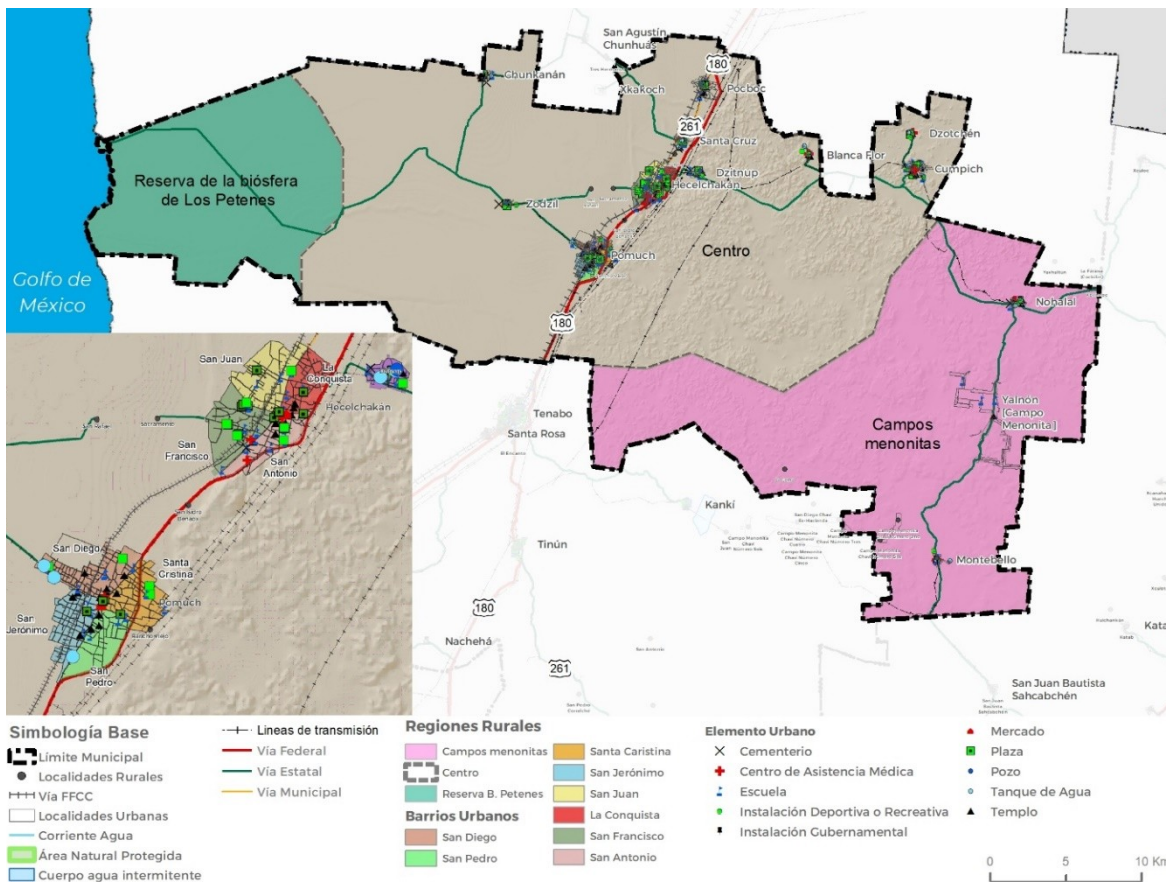 San Agustín
Chunhuas
180
Chunkanán
Xkakoch
Pocboc
261
Santa Cruz
Dzotchén
Blanca Flor
Cumpich
Dzitnup
Hecelchakán
Reserva de la biósfera
de Los Petenes
Zodzil
Centro
Pomuch
Golfo de
México
180
Nohalal
San Juan
La
Conquista
Hecelchakán
Tenabo
Santa Rosa
Yalnón
[Campo
Menonita]
Campos
menonitas
San
Francisco
San
Antonio
Kankí
San Diego
Santa
Cristina
Pomuch
Tinún
Montebello
San
Jerónimo
San
Pedro
180
Nachehá
261
San Juan Bautista
Sahcabchén
Simbología Base
Límite Municipal
Localidades Rurales
Vía FFCC
Localidades Urbanas
Corriente Agua
Área Natural Protegida
Cuerpo agua intermitente
Lineas de transmisión
Vía Federal
Vía Estatal
Vía Municipal
Regiones Rurales
Campos menonitas
Centro
Reserva B. Petenes
Barrios Urbanos
San Diego
San Pedro
Santa Caristina
San Jerónimo
San Juan
La Conquista
San Francisco
San Antonio
Elemento Urbano
Cementerio
Centro de Asistencia Médica
Escuela
Instalación Deportiva o Recreativa
Instalación Gubernamental
Mercado
Plaza
Pozo
Tanque de Agua
Templo
0 5 10 Km